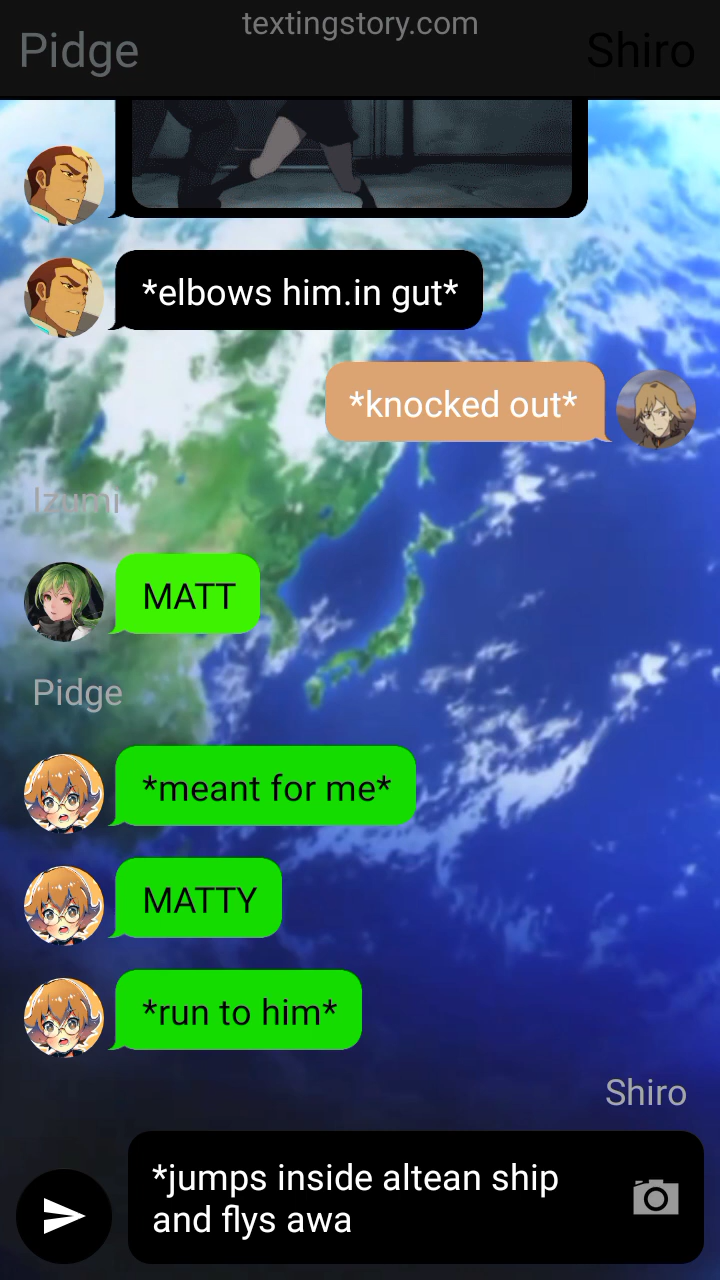 textingstory.com
Pidge
Shiro
*elbows him.in gut*
*knocked out*
Izumi
MATT
Pidge
*meant for me*
MATTY
*run to him*
Shiro
*jumps inside altean ship
and flys awa